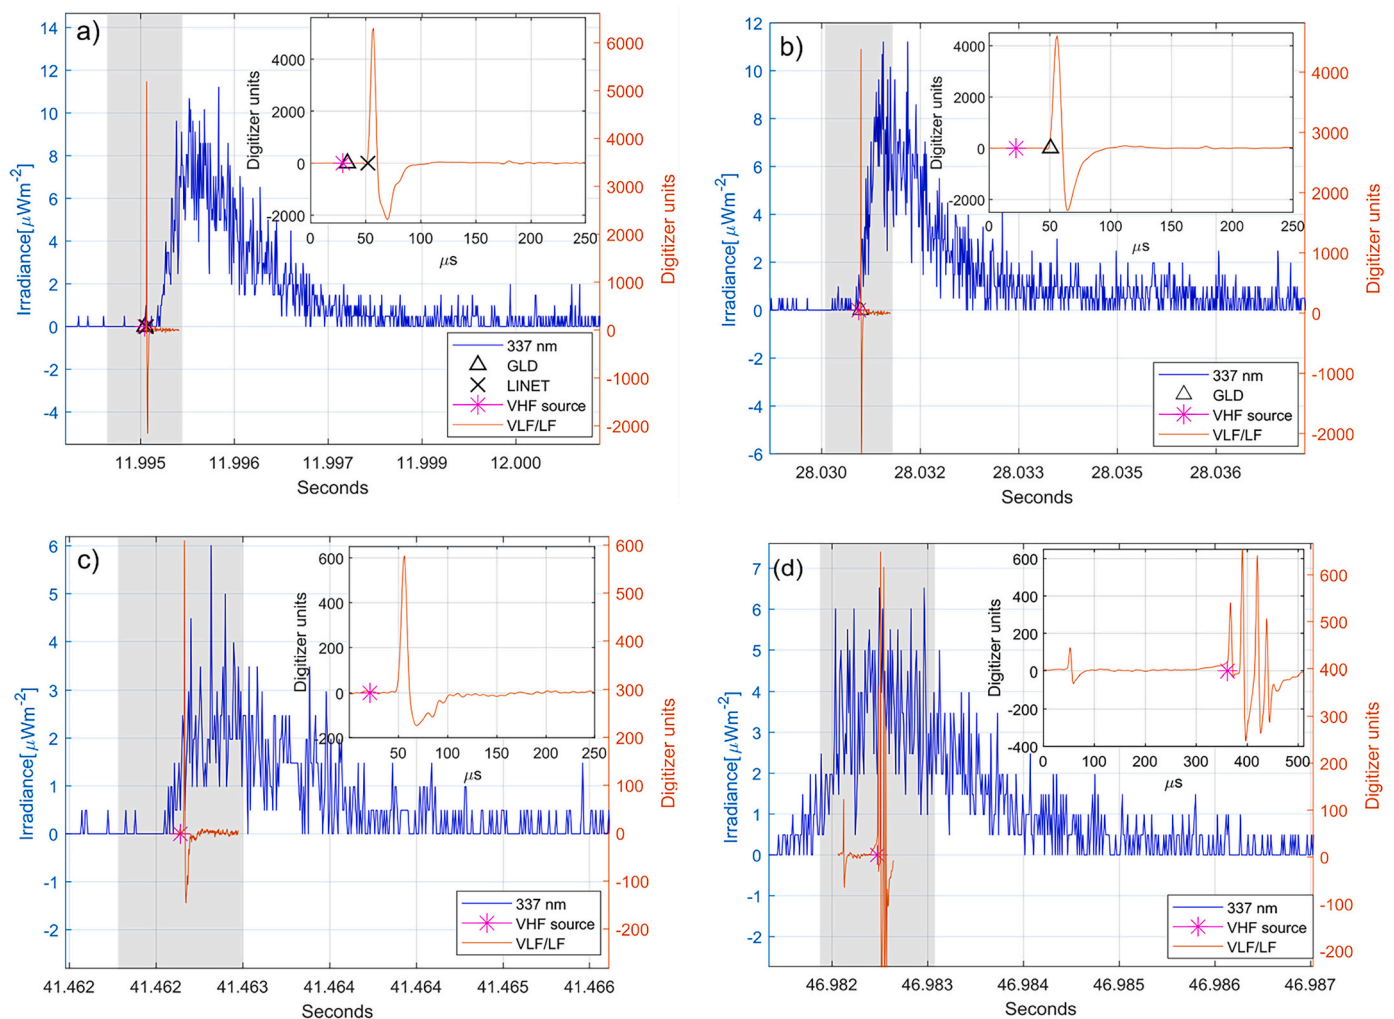 a)
14
12
10
8
6
4
2
0
-2
-4
Irradiance[μWm-2]
6000
5000
4000
3000
2000
1000
0
-1000
-2000
Digitizer units
11.995 11.996 11.997 11.999 12.000
Seconds
4000
2000
0
-2000
Digitizer units
0 50 100 150 200 250
μs
337 nm
GLD
LINET
VHF source
VLF/LF
b)
12
10
8
6
4
2
0
-2
-4
-6
Irradiance[μWm-2]
4000
3000
2000
1000
0
-1000
-2000
Digitizer units
28.030 28.032 28.033 28.035 28.036
Seconds
4000
2000
0
-2000
Digitizer units
0 50 100 150 200 250
μs
337 nm
GLD
VHF source
VLF/LF
c)
6
5
4
3
2
1
0
-1
-2
Irradiance[μWm-2]
600
500
400
300
200
100
0
-100
-200
Digitizer units
41.462 41.462 41.463 41.464 41.464 41.465 41.466
Seconds
600
400
200
0
-200
Digitizer units
50 100 150 200 250
μs
337 nm
VHF source
VLF/LF
(d)
7
6
5
4
3
2
1
0
-1
-2
Irradiance[μWm-2]
600
500
400
300
200
100
0
-100
200
Digitizer units
46.982 46.983 46.984 46.985 46.986 46.987
Seconds
600
400
200
0
-200
-400
Digitizer units
0 100 200 300 400 500
μs
337 nm
VHF source
VLF/LF